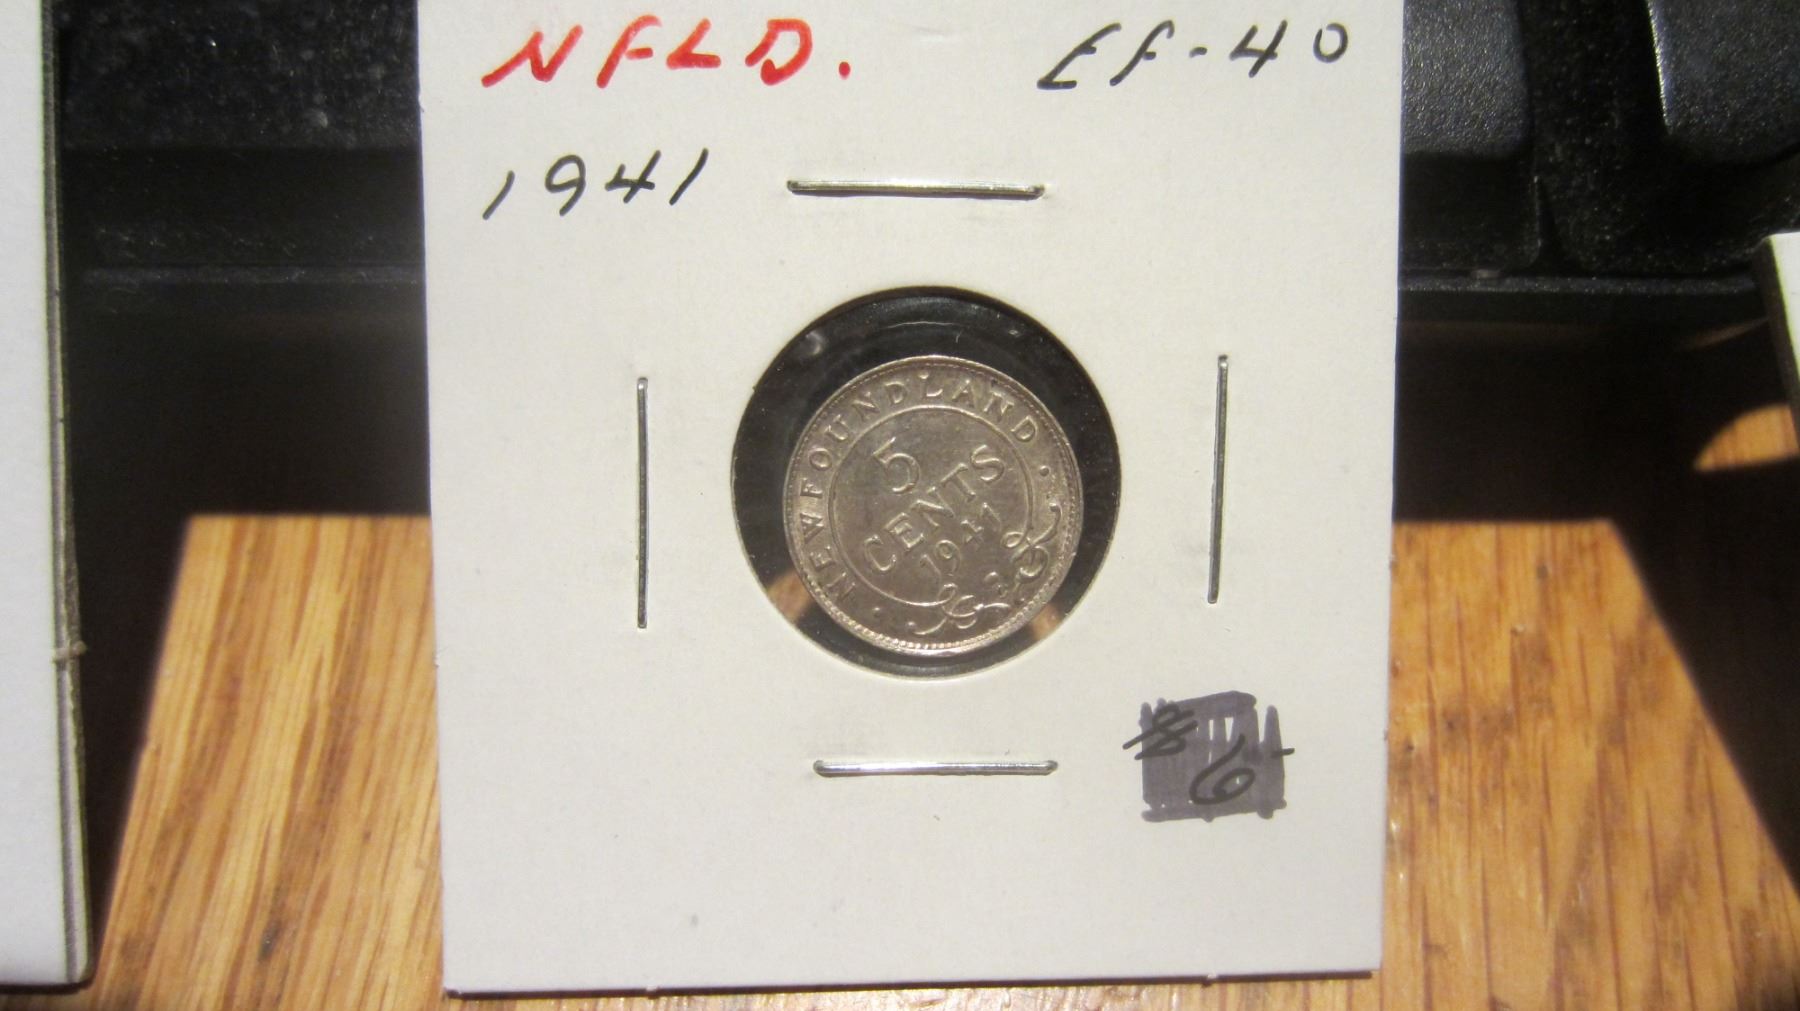 NFLD. EF-40
1941
NEWFOUNDLAND
5
CENTS
1941
$6-